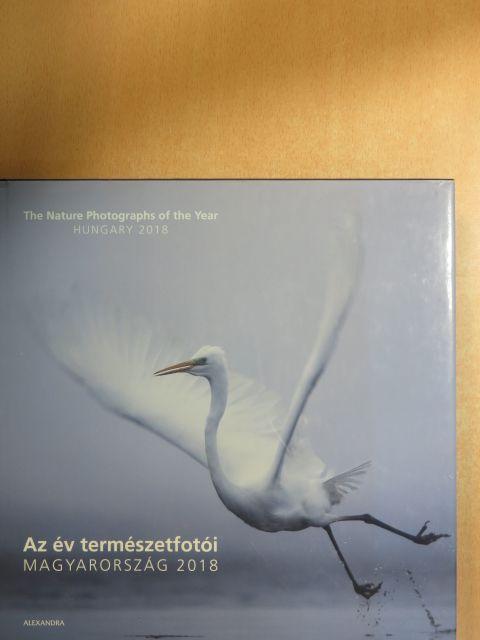 The Nature Photographs of the Year
HUNGARY 2018
Az év természetfotói
MAGYARORSZÁG 2018
ALEXANDRA